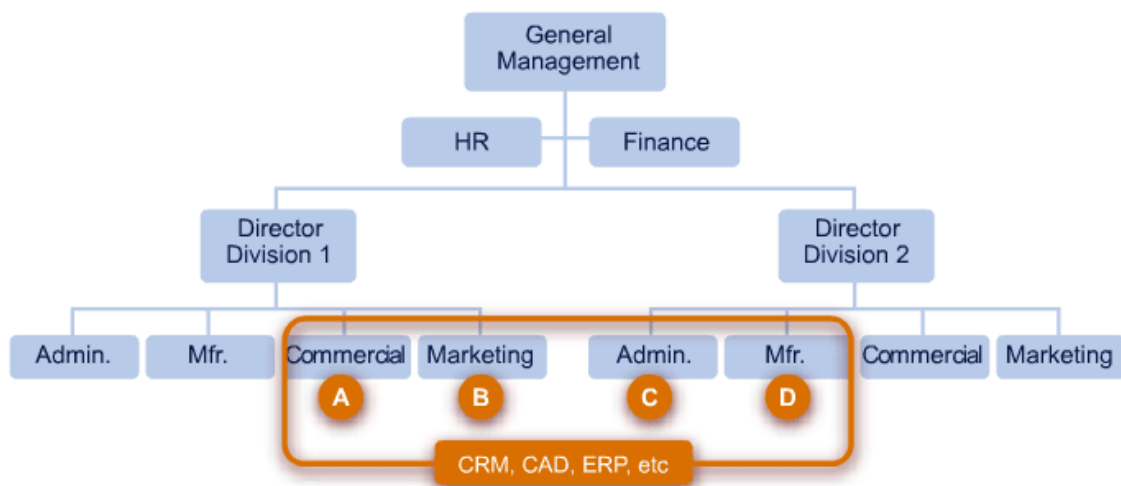 General
Management
HR
Finance
Director
Division 1
Director
Division 2
Admin.
Mfr.
Commercial
Marketing
Admin.
Mfr.
Commercial
Marketing
A
B
C
D
CRM, CAD, ERP, etc